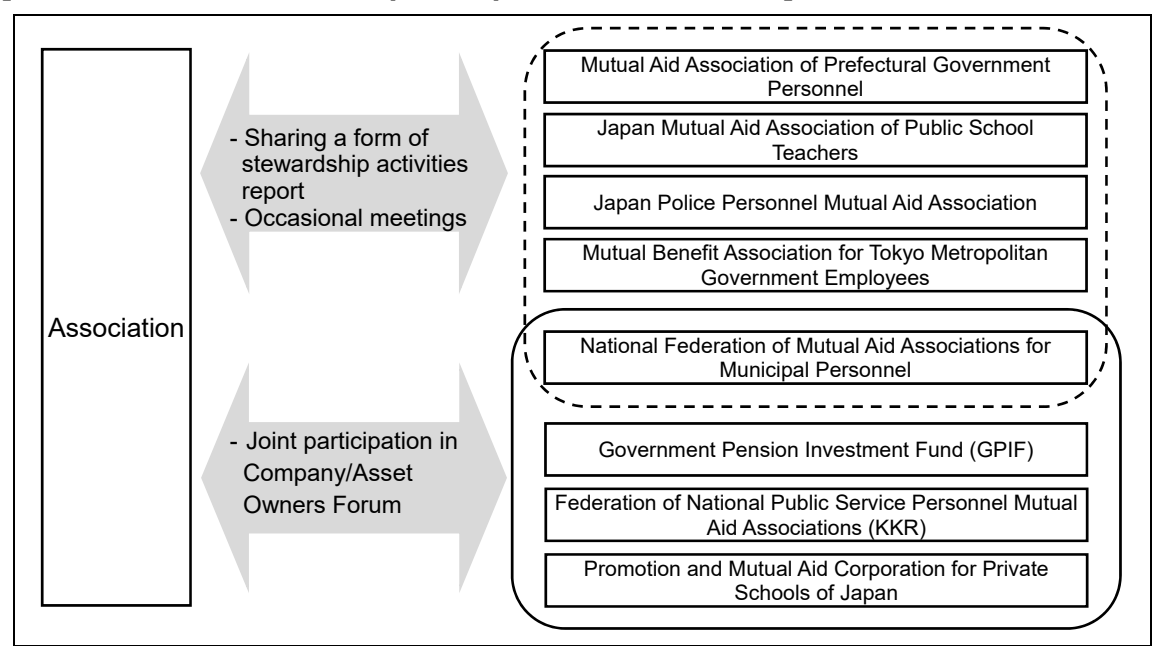 Association
- Sharing a form of
stewardship activities
report
- Occasional meetings
- Joint participation in
Company/Asset
Owners Forum
Mutual Aid Association of Prefectural Government
Personnel
Japan Mutual Aid Association of Public School
Teachers
Japan Police Personnel Mutual Aid Association
Mutual Benefit Association for Tokyo Metropolitan
Government Employees
National Federation of Mutual Aid Associations for
Municipal Personnel
Government Pension Investment Fund (GPIF)
Federation of National Public Service Personnel Mutual
Aid Associations (KKR)
Promotion and Mutual Aid Corporation for Private
Schools of Japan